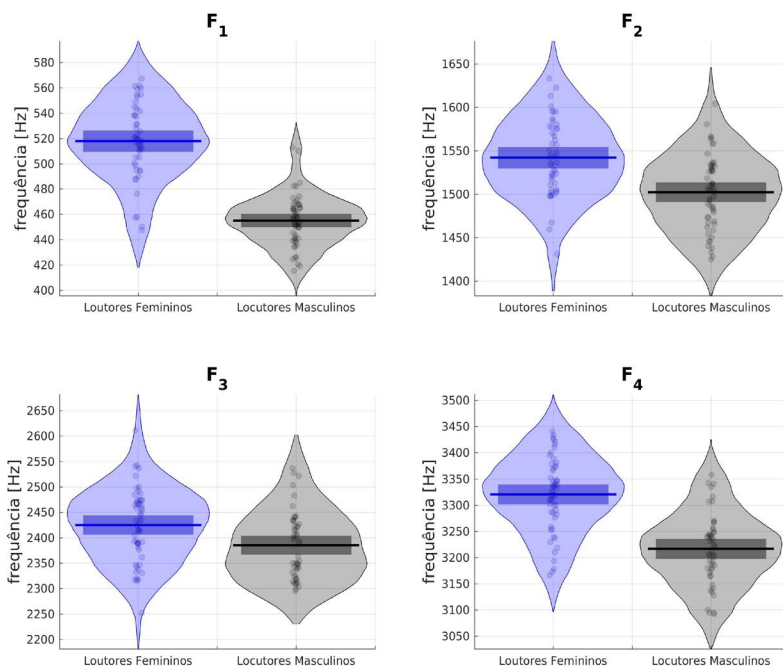 F1
frequência [Hz]
580
560
540
520
500
480
460
440
420
400
Loutores Femininos
Locutores Masculinos
F2
frequência [Hz]
1650
1600
1550
1500
1450
1400
Loutores Femininos
Locutores Masculinos
F3
frequência [Hz]
2650
2600
2550
2500
2450
2400
2350
2300
2250
2200
Loutores Femininos
Locutores Masculinos
F4
frequência [Hz]
3500
3450
3400
3350
3300
3250
3200
3150
3100
3050
Loutores Femininos
Locutores Masculinos